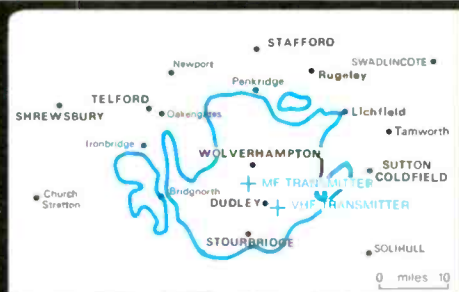 STAFFORD
Newport
SWADLINCOTE
Rugeley
Penkridge
TELFORD
Lichfield
Oakengates
SHREWSBURY
Tamworth
Ironbridge
WOLVERHAMPTON
SUTTON
COLDFIELD
MF TRANSMITTER
Church
Stretton
Bridgnorth
DUDLEY
VHF TRANSMITTER
STOURBRIDGE
SOLIHULL
0 miles 10